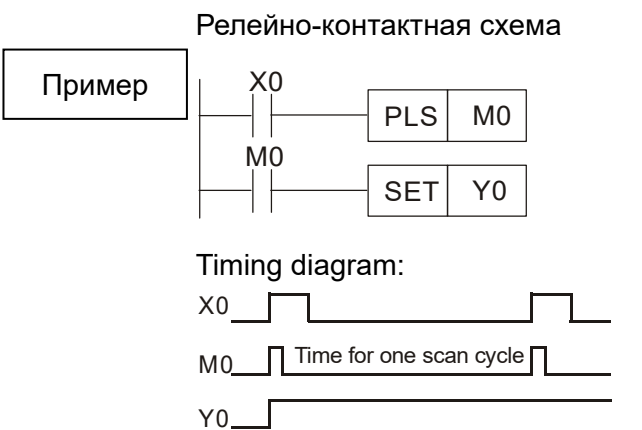 Релейно-контактная схема
Пример
X0
PLS M0
M0
SET Y0
Timing diagram:
X0
M0 Time for one scan cycle
Y0